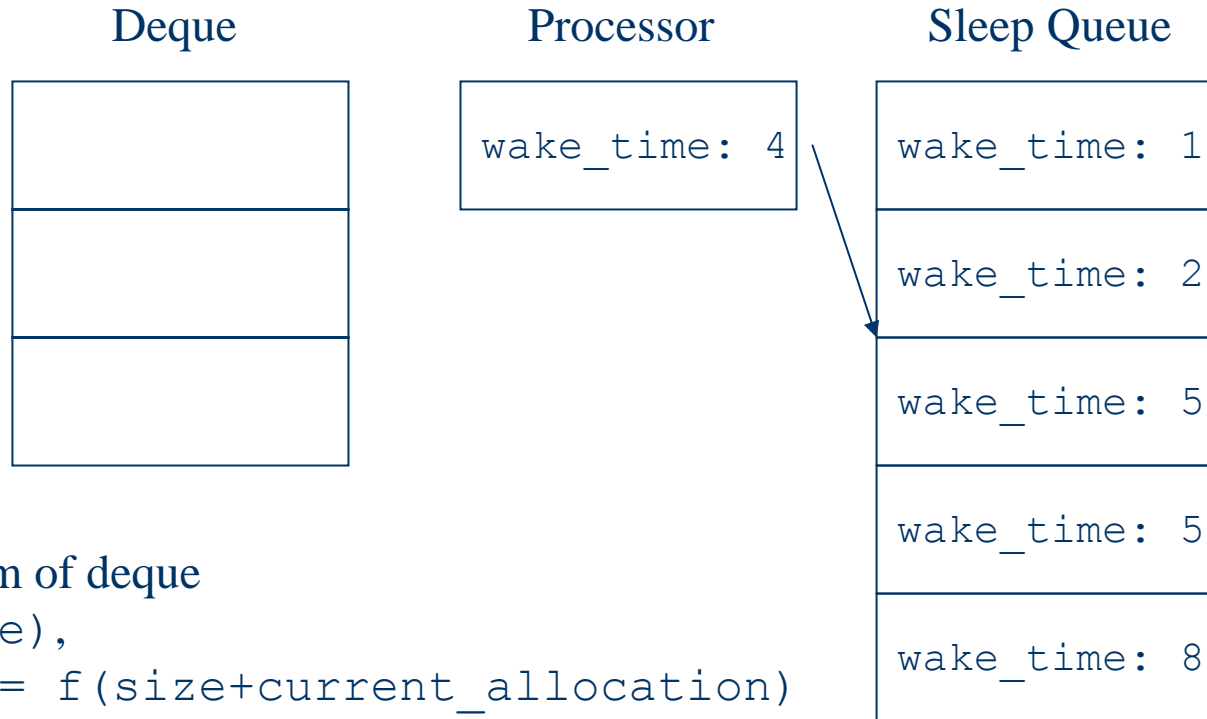 Deque
Processor
Sleep Queue
wake_time: 4
wake_time: 1
wake_time: 2
wake_time: 5
wake_time: 5
wake_time: 8
of deque
= f(size+current_allocation)